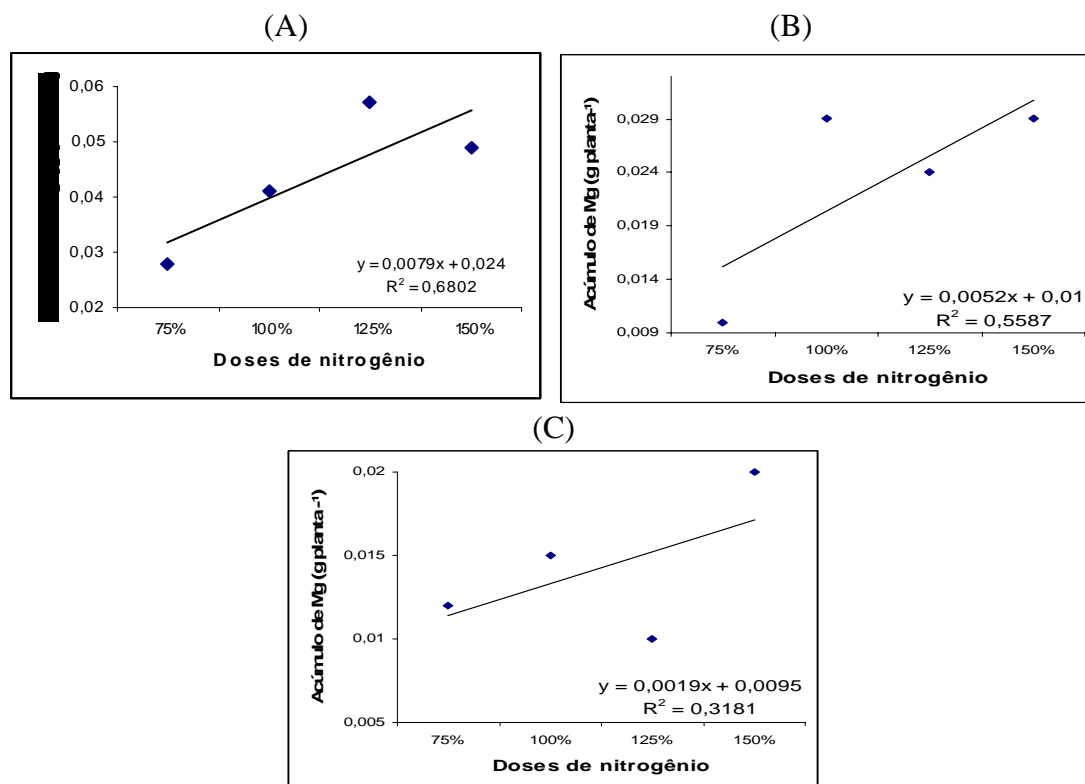 (A)
0,06
0,05
0,04
0,03
0,02
75% 100% 125% 150%
Doses de nitrogênio
y = 0,0079x + 0,024
R² = 0,6802
(B)
Acúmulo de Mg (g planta-¹)
0,029
0,024
0,019
0,014
0,009
75% 100% 125% 150%
Doses de nitrogênio
y = 0,0052x + 0,01
R² = 0,5587
(C)
Acúmulo de Mg (g planta-¹)
0,02
0,015
0,01
0,005
75% 100% 125% 150%
Doses de nitrogênio
y = 0,0019x + 0,0095
R² = 0,3181